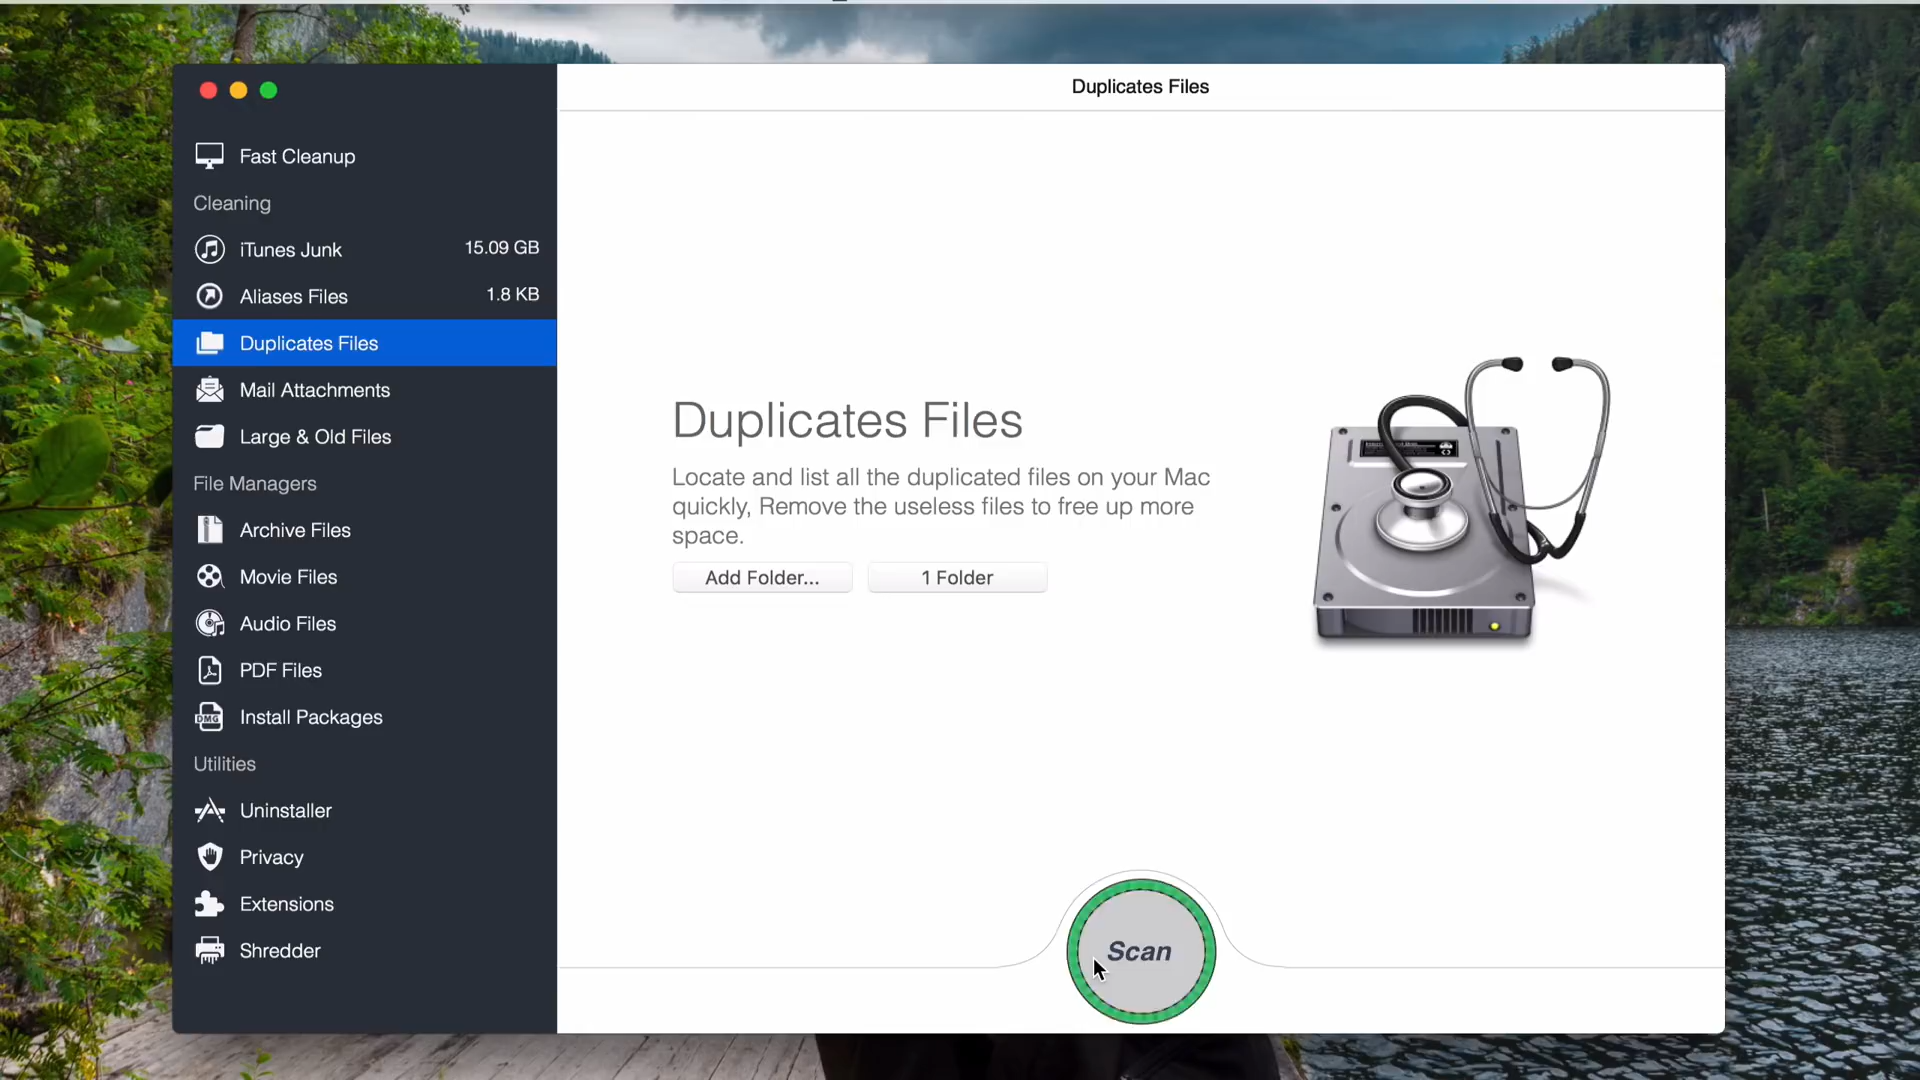 Duplicates Files
Fast Cleanup
Cleaning
iTunes Junk 15.09 GB
Aliases Files 1.8 KB
Duplicates Files
Mail Attachments
Large & Old Files
File Managers
Archive Files
Movie Files
Audio Files
PDF Files
DMG Install Packages
Utilities
Uninstaller
Privacy
Extensions
Shredder
Duplicates Files
Locate and list all the duplicated files on your Mac
quickly, Remove the useless files to free up more
space.
Add Folder... 1 Folder
Scan